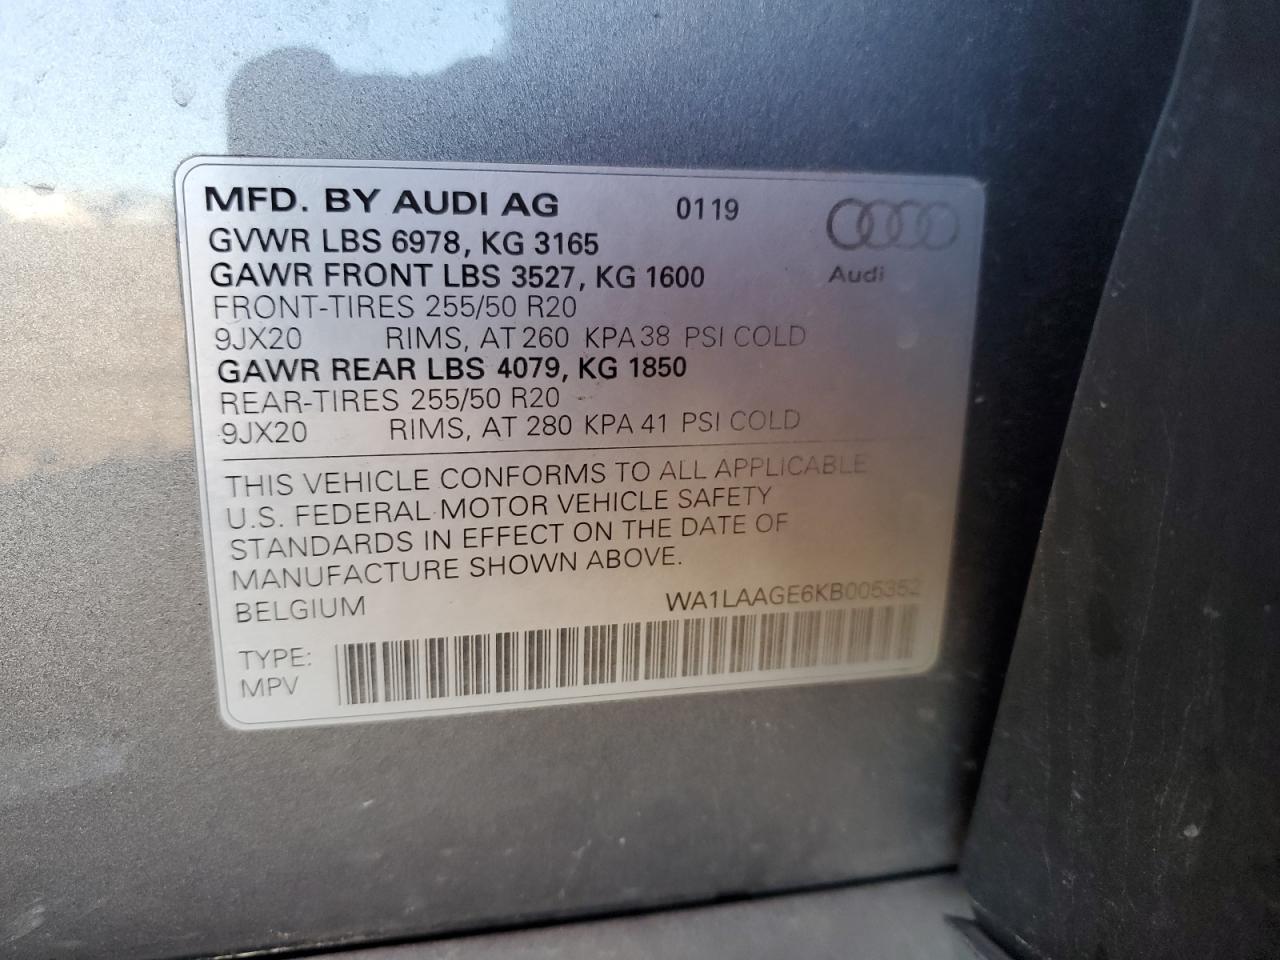 MFD. BY AUDI AG 0119
Audi
GVWR LBS 6978, KG 3165
GAWR FRONT LBS 3527, KG 1600
FRONT-TIRES 255/50 R20
9JX20 RIMS, AT 260 KPA 38 PSI COLD
GAWR REAR LBS 4079, KG 1850
REAR-TIRES 255/50 R20
9JX20 RIMS, AT 280 KPA 41 PSI COLD
THIS VEHICLE CONFORMS TO ALL APPLICABLE
U.S. FEDERAL MOTOR VEHICLE SAFETY
STANDARDS IN EFFECT ON THE DATE OF
MANUFACTURE SHOWN ABOVE.
BELGIUM WA1LAAGE6KB005352
TYPE:
MPV